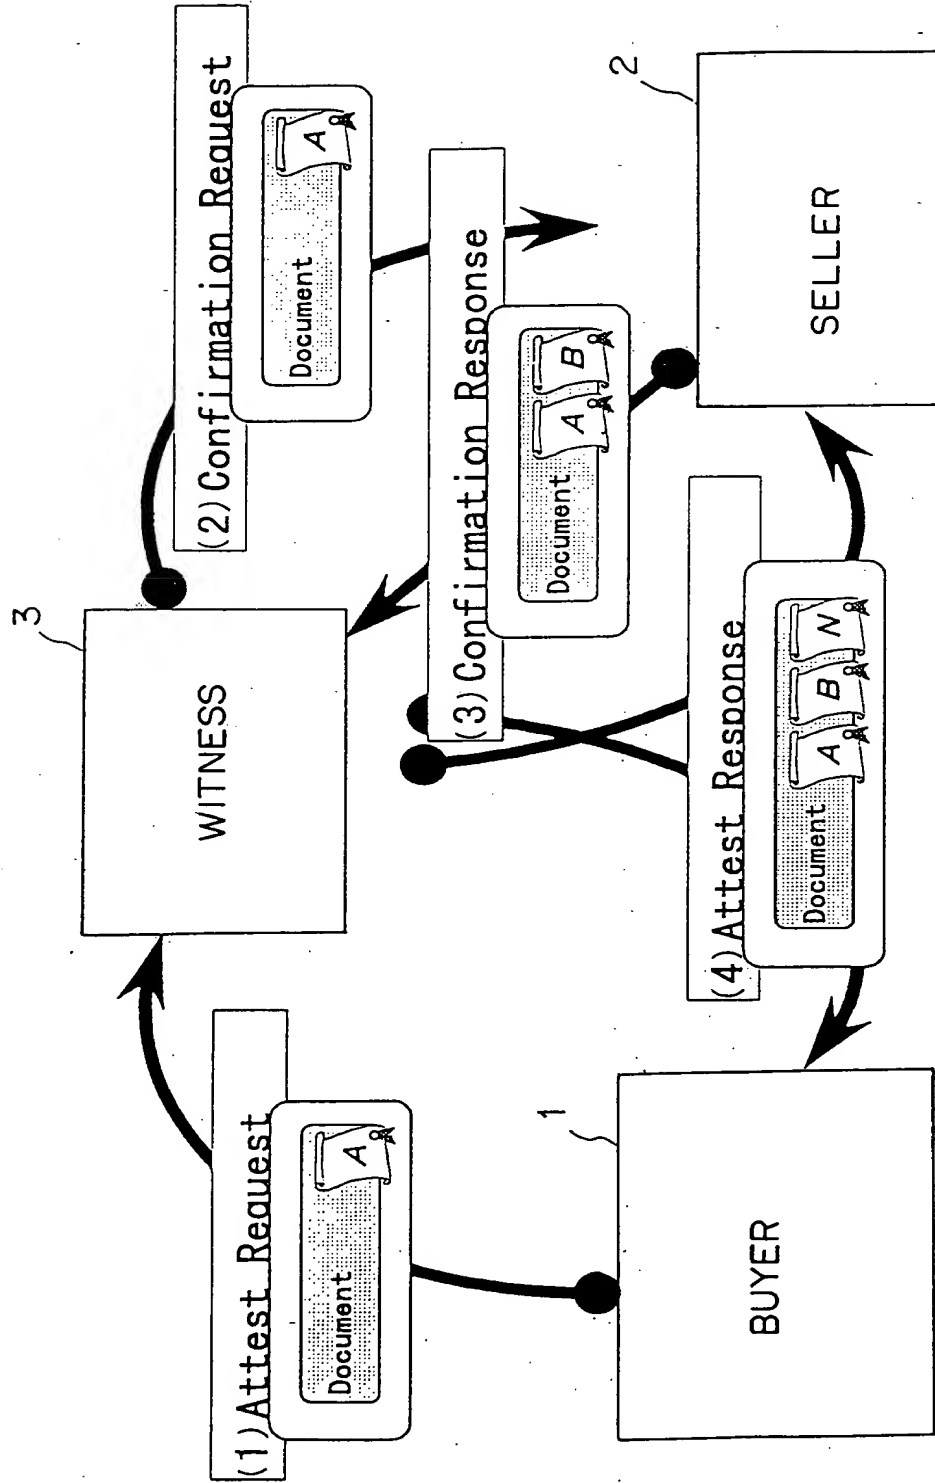 3
WITNESS
(1)Attest Request
Document
A
(2)Confirmation Request
Document
A
(3)Confirmation Response
Document
A
B
(4)Attest Response
Document
A
B
N
1
BUYER
2
SELLER